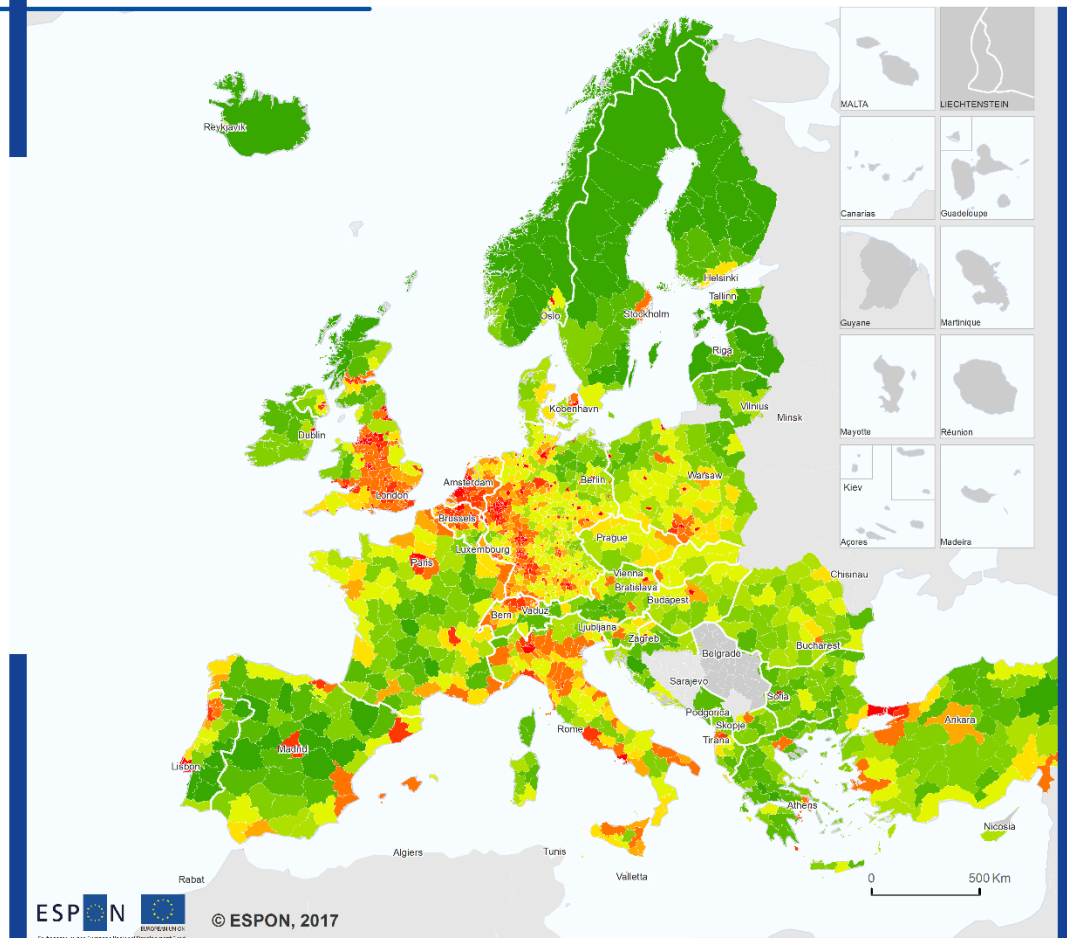 MALTA
LIECHTENSTEIN
Reykjavik
Canarias
Guadeloupe
Helsinki
Tallinn
Oslo
Stockholm
Guyane
Martinique
Riga
Kobenhavn
Vilnius
Minsk
Mayotte
Réunion
Dublin
Amsterdam
Berlin
Warsaw
London
Kiev
Brussels
Prague
Açores
Madeira
Luxembourg
Paris
Vienna
Chisinau
Bratislava
Budapest
Bern
Vaduz
Ljubljana
Zagreb
Bucharest
Belgrade
Sarajevo
Sofia
Podgorica
Skopje
Rome
Tirana
Ankara
Madrid
Lisbon
Athens
Nicosia
Algiers
Tunis
Rabat
Valletta
0 500 Km
ESPON
EUROPEAN UNION
© ESPON, 2017